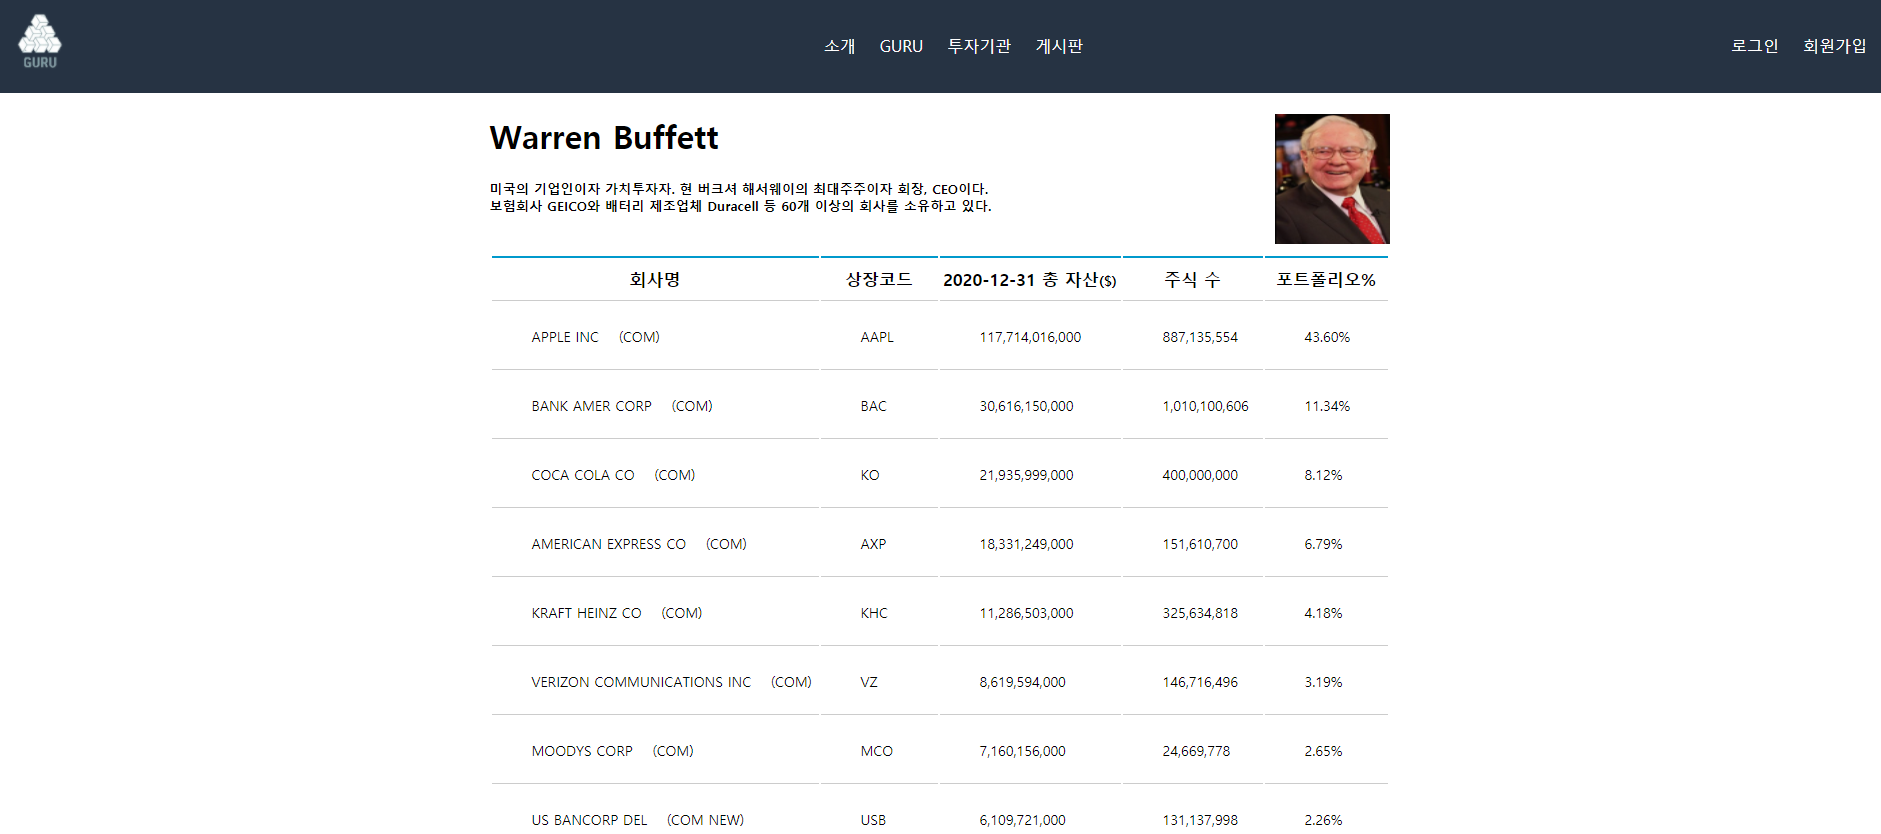 GURU
소개 GURU 투자기관 게시판
로그인 회원가입
Warren Buffett
미국의 기업인이자 가치투자자. 현 버크셔 해서웨이의 최대주주이자 회장, CEO이다.
보험회사 GEICO와 배터리 제조업체 Duracell 등 60개 이상의 회사를 소유하고 있다.
회사명 상장코드 2020-12-31 총 자산($) 주식 수 포트폴리오%
APPLE INC (COM) AAPL 117,714,016,000 887,135,554 43.60%
BANK AMER CORP (COM) BAC 30,616,150,000 1,010,100,606 11.34%
COCA COLA CO (COM) KO 21,935,999,000 400,000,000 8.12%
AMERICAN EXPRESS CO (COM) AXP 18,331,249,000 151,610,700 6.79%
KRAFT HEINZ CO (COM) KHC 11,286,503,000 325,634,818 4.18%
VERIZON COMMUNICATIONS INC (COM) VZ 8,619,594,000 146,716,496 3.19%
MOODYS CORP (COM) MCO 7,160,156,000 24,669,778 2.65%
US BANCORP DEL (COM NEW) USB 6,109,721,000 131,137,998 2.26%